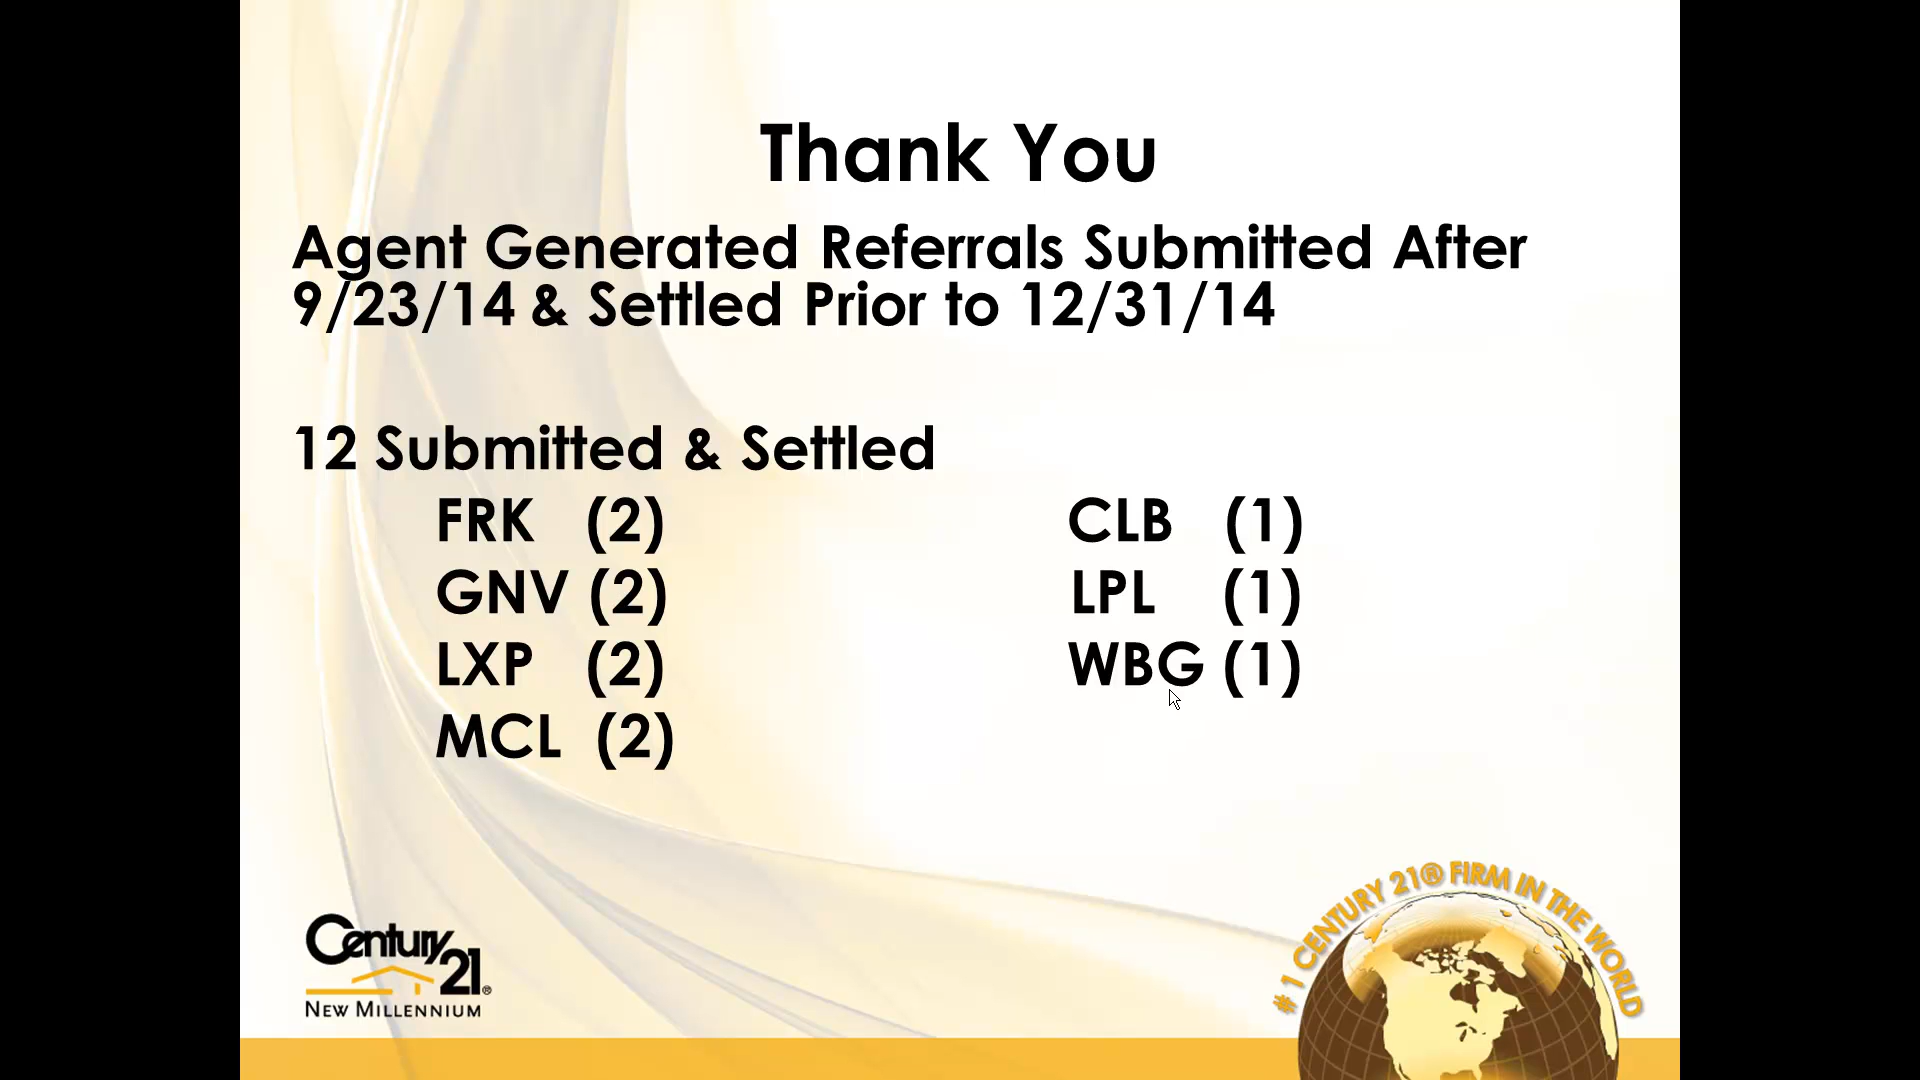 Thank You
Agent Generated Referrals Submitted After
9/23/14 & Settled Prior to 12/31/14
12 Submitted & Settled
FRK (2) CLB (1)
GNV (2) LPL (1)
LXP (2) WBG (1)
MCL (2)
# 1 CENTURY 21® FIRM IN THE WORLD
Century 21®
NEW MILLENNIUM